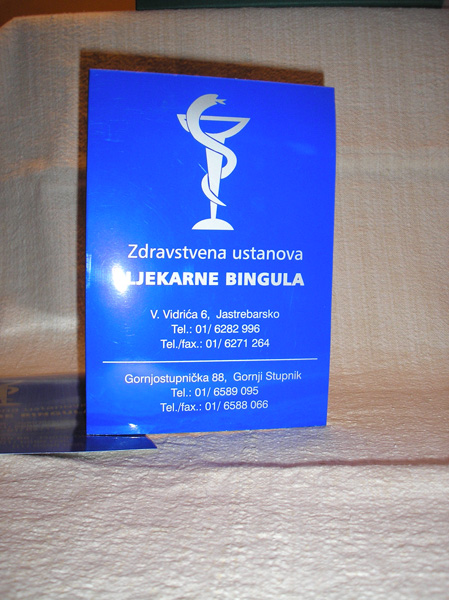 Zdravstvena ustanova
LJEKARNE BINGULA
V. Vidrića 6, Jastrebarsko
Tel.: 01/ 6282 996
Tel./fax.: 01/ 6271 264
Gornjostupnička 88, Gornji Stupnik
Tel.: 01/ 6589 095
Tel./fax.: 01/ 6588 066